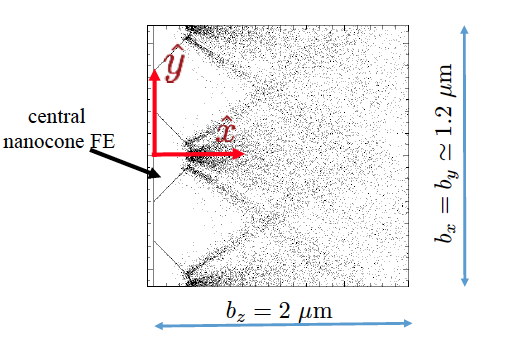 ŷ
x̂
central
nanocone FE
b_x = b_y ≃ 1.2 μm
b_z = 2 μm